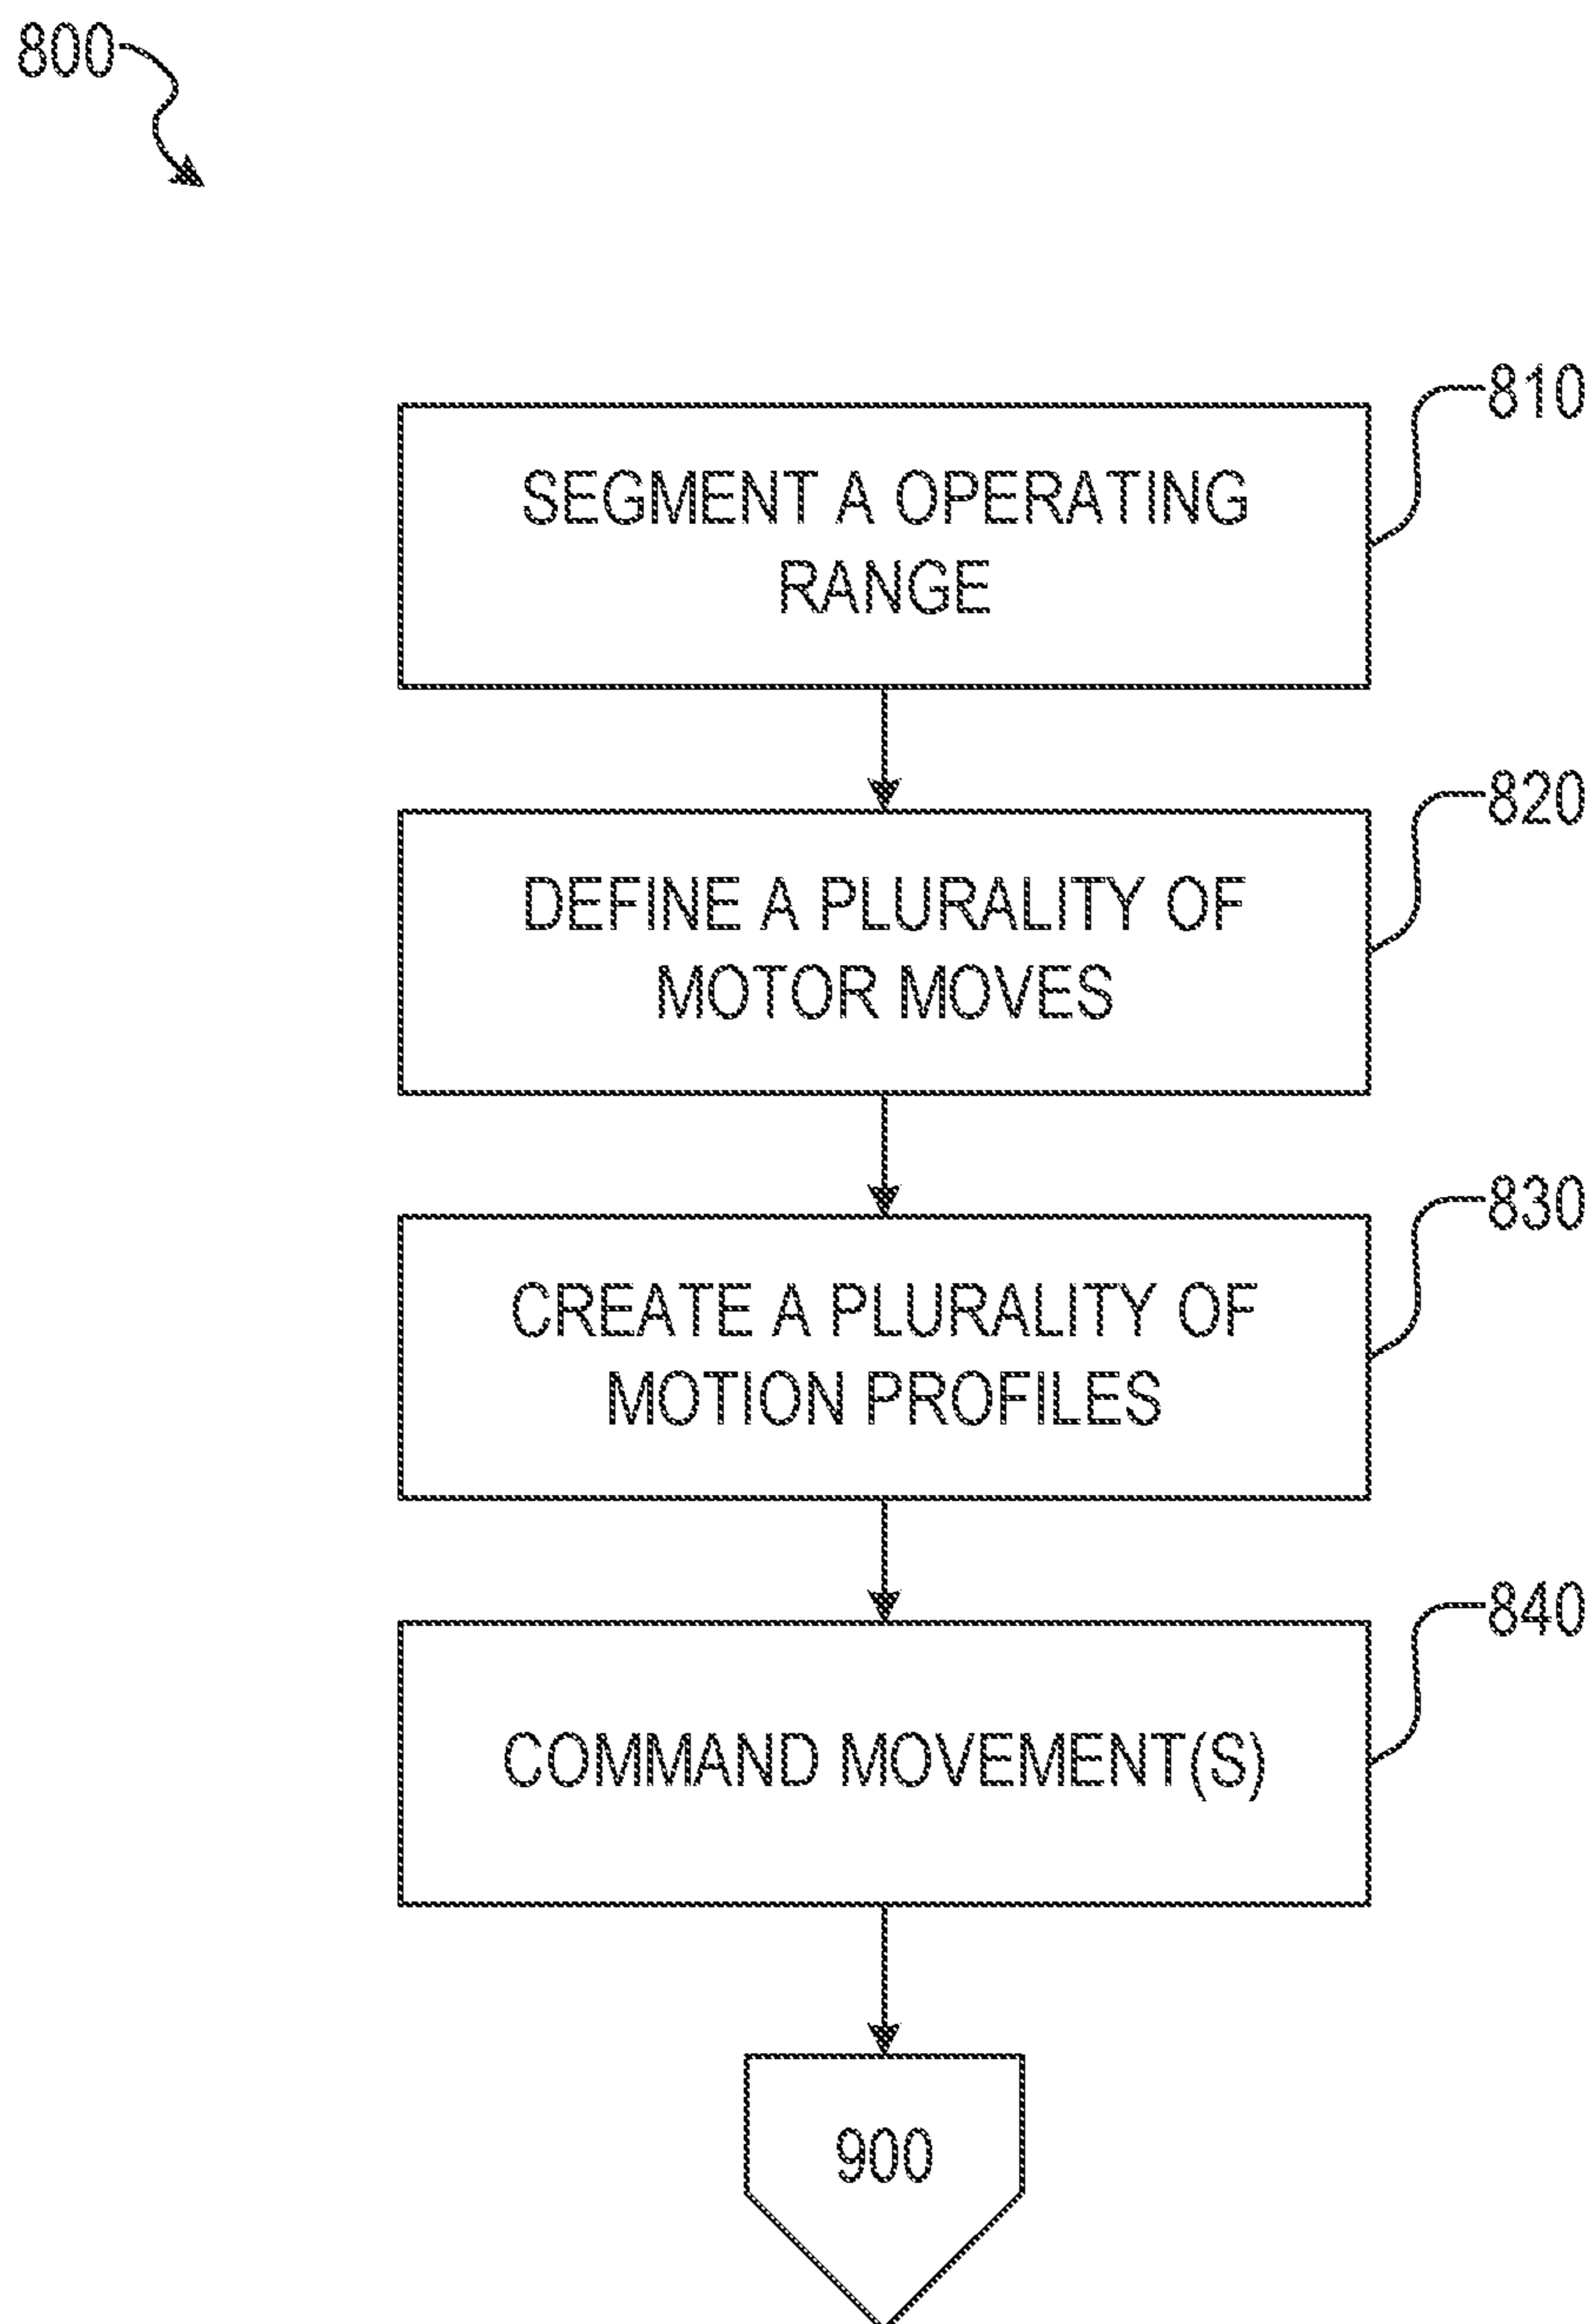 800
810
SEGMENT A OPERATING
RANGE
820
DEFINE A PLURALITY OF
MOTOR MOVES
830
CREATE A PLURALITY OF
MOTION PROFILES
840
COMMAND MOVEMENT(S)
900